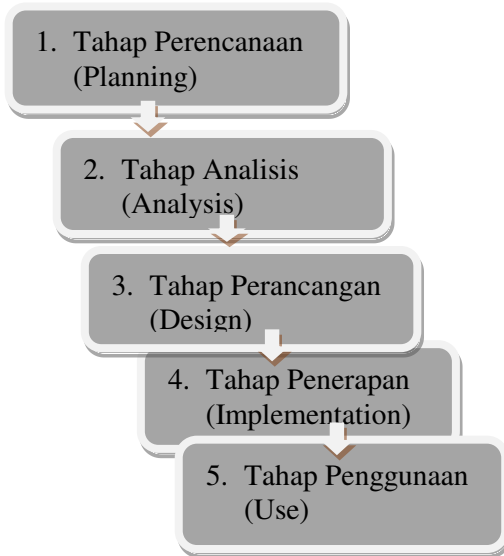 1. Tahap Perencanaan
(Planning)
2. Tahap Analisis
(Analysis)
3. Tahap Perancangan
(Design)
4. Tahap Penerapan
(Implementation)
5. Tahap Penggunaan
(Use)